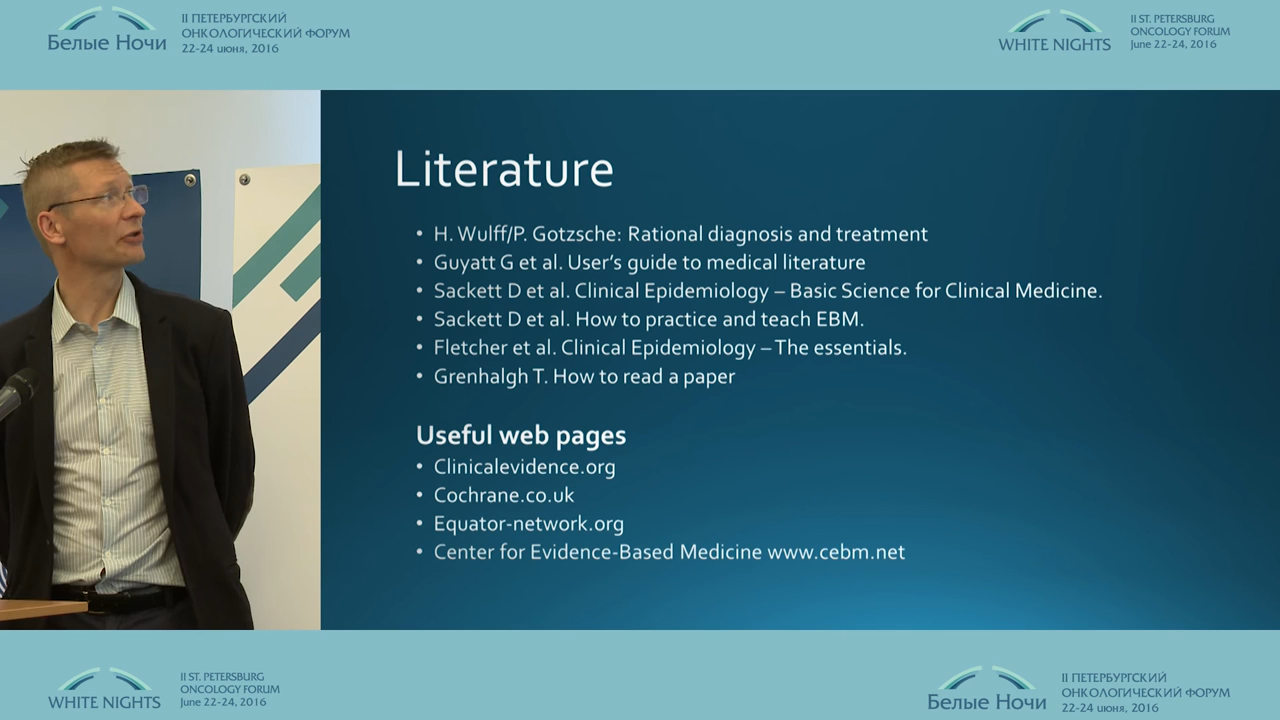 II ПЕТЕРБУРГСКИЙ
ОНКОЛОГИЧЕСКИЙ ФОРУМ
22-24 июня, 2016
Белые Ночи
II ST. PETERSBURG
ONCOLOGY FORUM
June 22-24, 2016
WHITE NIGHTS
Literature
• H. Wulff/P. Gotzsche: Rational diagnosis and treatment
• Guyatt G et al. User’s guide to medical literature
• Sackett D et al. Clinical Epidemiology – Basic Science for Clinical Medicine.
• Sackett D et al. How to practice and teach EBM.
• Fletcher et al. Clinical Epidemiology – The essentials.
• Grenhalgh T. How to read a paper
Useful web pages
• Clinicalevidence.org
• Cochrane.co.uk
• Equator-network.org
• Center for Evidence-Based Medicine www.cebm.net
II ST. PETERSBURG
ONCOLOGY FORUM
June 22-24, 2016
WHITE NIGHTS
II ПЕТЕРБУРГСКИЙ
ОНКОЛОГИЧЕСКИЙ ФОРУМ
22-24 июня, 2016
Белые Ночи